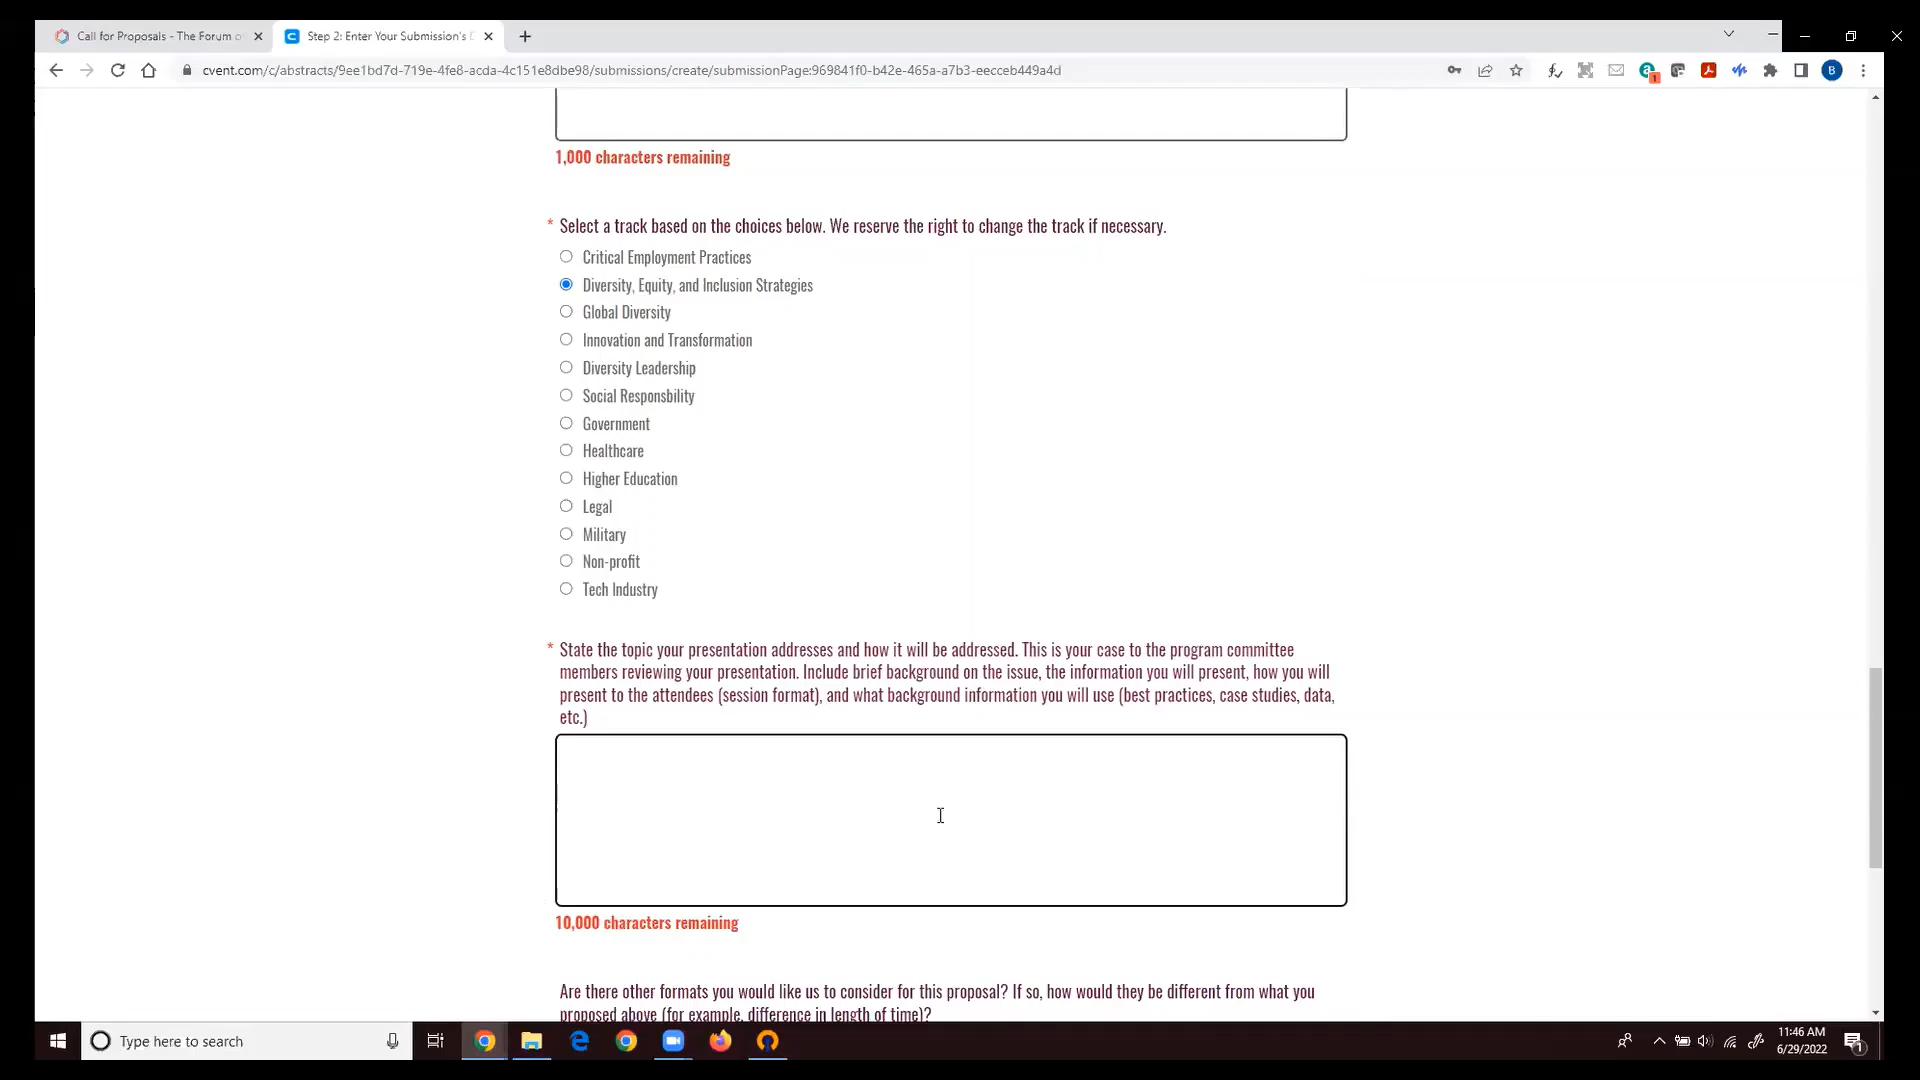 Call for Proposals - The Forum o
Step 2: Enter Your Submission's D
cvent.com/c/abstracts/9ee1bd7d-719e-4fe8-acda-4c151e8dbe98/submissions/create/submissionPage:969841f0-b42e-465a-a7b3-eecceb449a4d
1
B
1,000 characters remaining
* Select a track based on the choices below. We reserve the right to change the track if necessary.
Critical Employment Practices
Diversity, Equity, and Inclusion Strategies
Global Diversity
Innovation and Transformation
Diversity Leadership
Social Responsbility
Government
Healthcare
Higher Education
Legal
Military
Non-profit
Tech Industry
* State the topic your presentation addresses and how it will be addressed. This is your case to the program committee
members reviewing your presentation. Include brief background on the issue, the information you will present, how you will
present to the attendees (session format), and what background information you will use (best practices, case studies, data,
etc.)
10,000 characters remaining
Are there other formats you would like us to consider for this proposal? If so, how would they be different from what you
proposed above (for example, difference in length of time)?
Type here to search
11:46 AM
6/29/2022
1